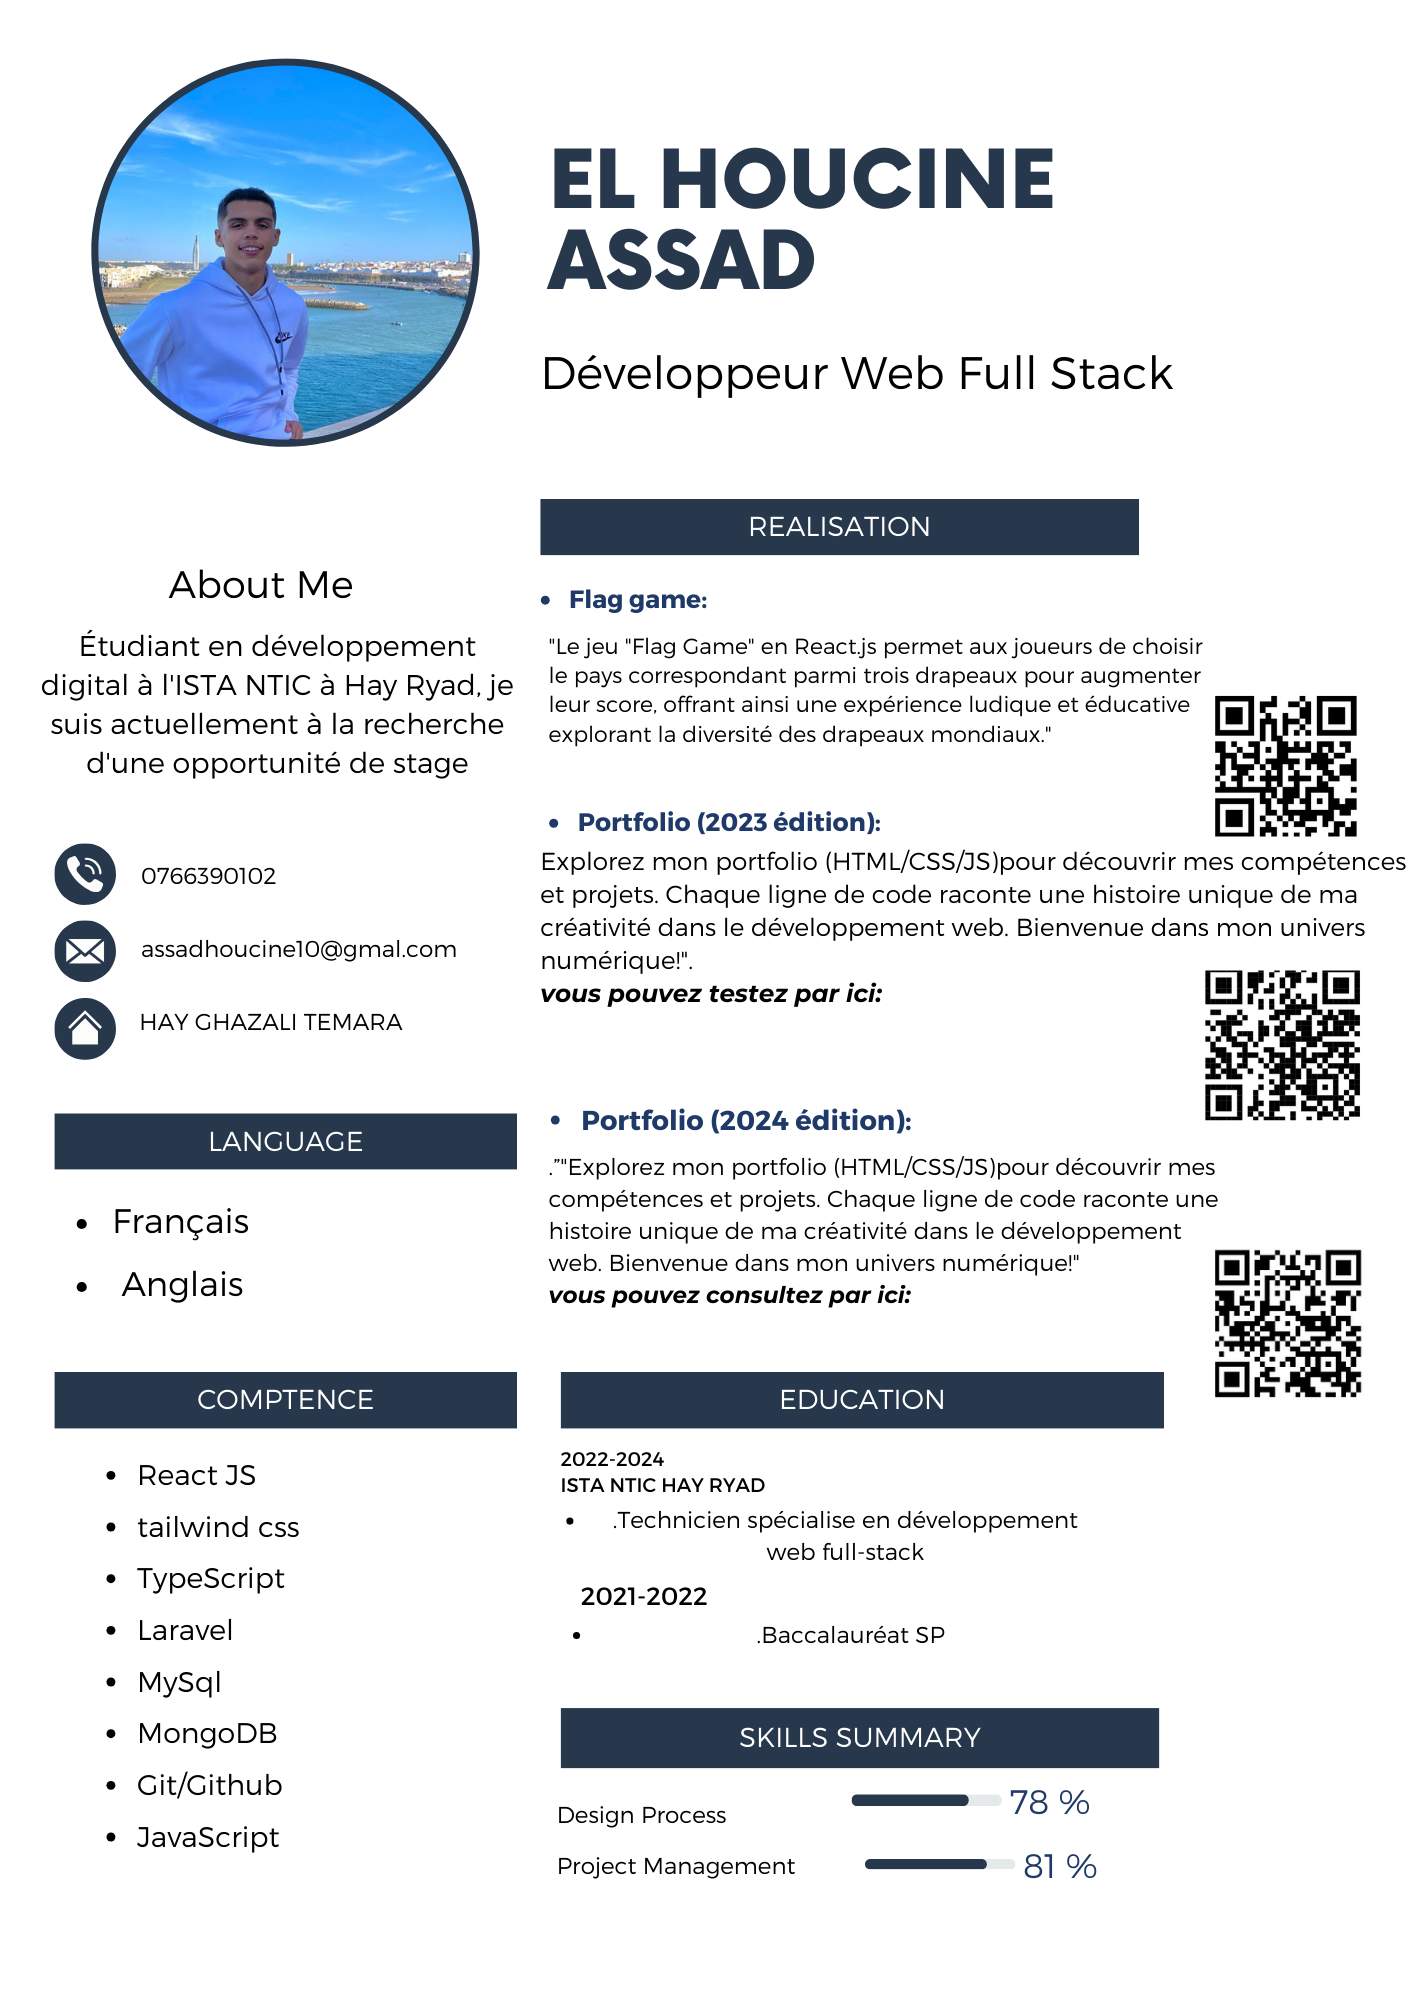 EL HOUCINE
ASSAD
Développeur Web Full Stack
About Me
Étudiant en développement
digital à l'ISTA NTIC à Hay Ryad, je
suis actuellement à la recherche
d'une opportunité de stage
0766390102
assadhoucine10@gmal.com
HAY GHAZALI TEMARA
LANGUAGE
• Français
• Anglais
COMPTENCE
• React JS
• tailwind css
• TypeScript
• Laravel
• MySql
• MongoDB
• Git/Github
• JavaScript
REALISATION
• Flag game:
"Le jeu "Flag Game" en React.js permet aux joueurs de choisir
le pays correspondant parmi trois drapeaux pour augmenter
leur score, offrant ainsi une expérience ludique et éducative
explorant la diversité des drapeaux mondiaux."
• Portfolio (2023 édition):
Explorez mon portfolio (HTML/CSS/JS)pour découvrir mes compétences
et projets. Chaque ligne de code raconte une histoire unique de ma
créativité dans le développement web. Bienvenue dans mon univers
numérique!".
vous pouvez testez par ici:
• Portfolio (2024 édition):
.”"Explorez mon portfolio (HTML/CSS/JS)pour découvrir mes
compétences et projets. Chaque ligne de code raconte une
histoire unique de ma créativité dans le développement
web. Bienvenue dans mon univers numérique!"
vous pouvez consultez par ici:
EDUCATION
2022-2024
ISTA NTIC HAY RYAD
• .Technicien spécialise en développement
web full-stack
2021-2022
• .Baccalauréat SP
SKILLS SUMMARY
Design Process 78 %
Project Management 81 %